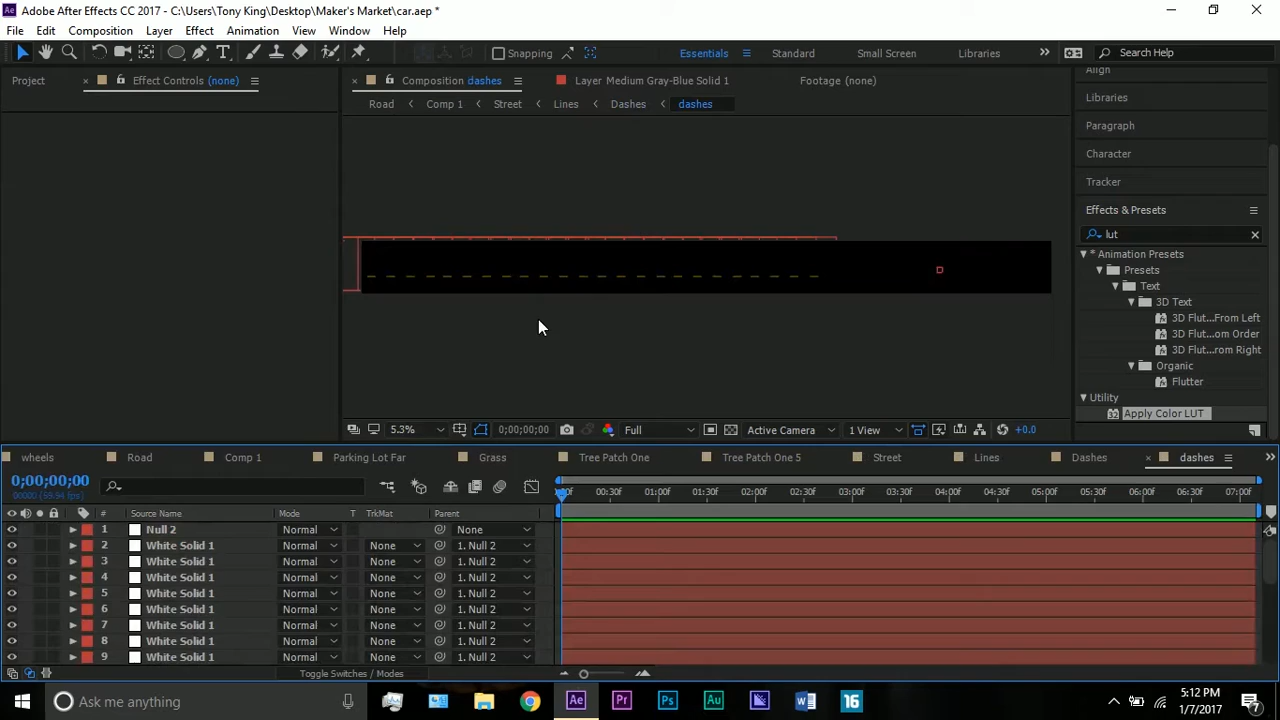 Adobe After Effects CC 2017 - C:\Users\Tony King\Desktop\Maker's Market\car.aep *
File Edit Composition Layer Effect Animation View Window Help
Snapping Essentials Standard Small Screen Libraries Search Help
Project Effect Controls (none) Composition dashes Layer Medium Gray-Blue Solid 1 Footage (none) Align
Road Comp 1 Street Lines Dashes dashes Libraries
Paragraph
Character
Tracker
Effects & Presets
lut
* Animation Presets
Presets
Text
3D Text
3D Flut...From Left
3D Flut...om Order
3D Flut...rom Right
Organic
Flutter
Utility
Apply Color LUT
5.3% 0;00;00;00 Full Active Camera 1 View +0.0
wheels Road Comp 1 Parking Lot Far Grass Tree Patch One Tree Patch One 5 Street Lines Dashes dashes
0;00;00;00
00000 (59.94 fps)
00:30f 01:00f 01:30f 02:00f 02:30f 03:00f 03:30f 04:00f 04:30f 05:00f 05:30f 06:00f 06:30f 07:00f
# Source Name Mode T TrkMat Parent
1 Null 2 Normal None
2 White Solid 1 Normal None 1. Null 2
3 White Solid 1 Normal None 1. Null 2
4 White Solid 1 Normal None 1. Null 2
5 White Solid 1 Normal None 1. Null 2
6 White Solid 1 Normal None 1. Null 2
7 White Solid 1 Normal None 1. Null 2
8 White Solid 1 Normal None 1. Null 2
9 White Solid 1 Normal None 1. Null 2
Toggle Switches / Modes
Ask me anything Ae Pr Ps Au 16 5:12 PM
1/7/2017 7